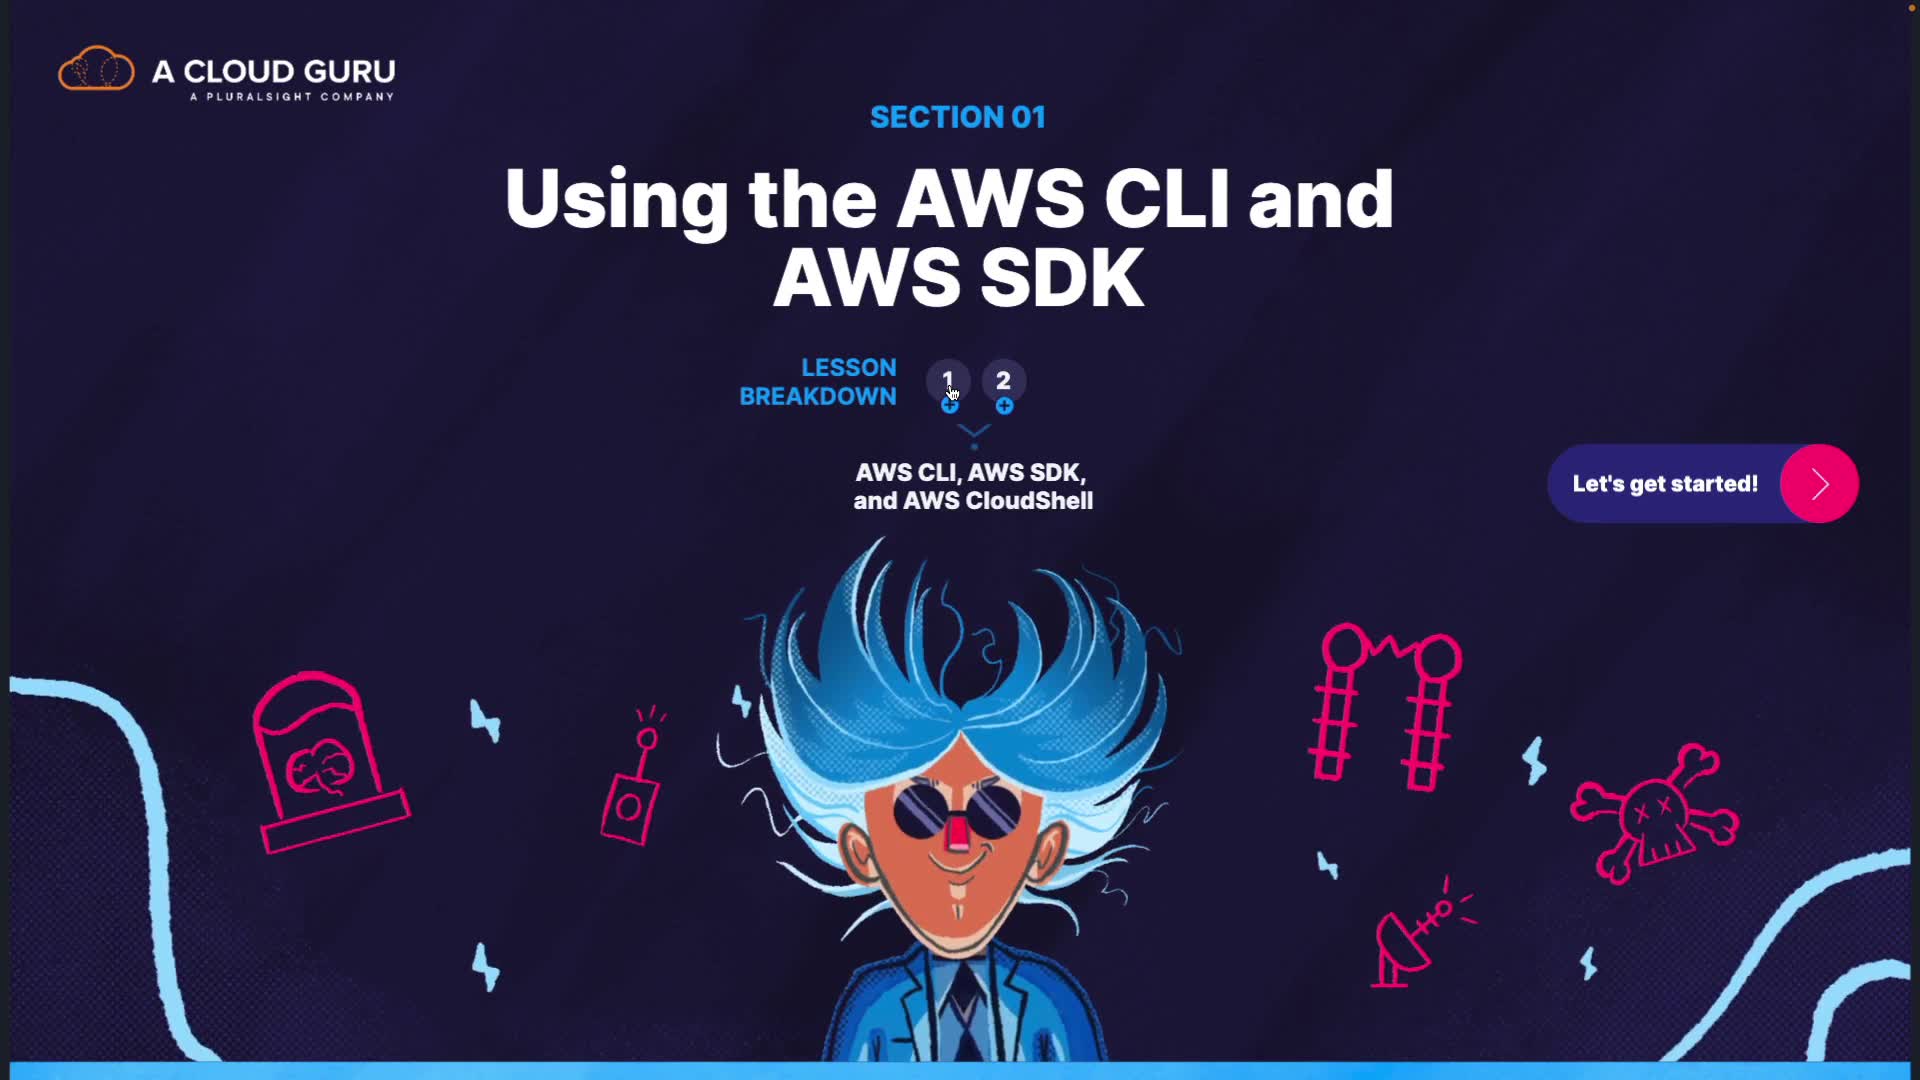 A CLOUD GURU
A PLURALSIGHT COMPANY
SECTION 01
Using the AWS CLI and
AWS SDK
LESSON
BREAKDOWN
1 2
AWS CLI, AWS SDK,
and AWS CloudShell
Let's get started!